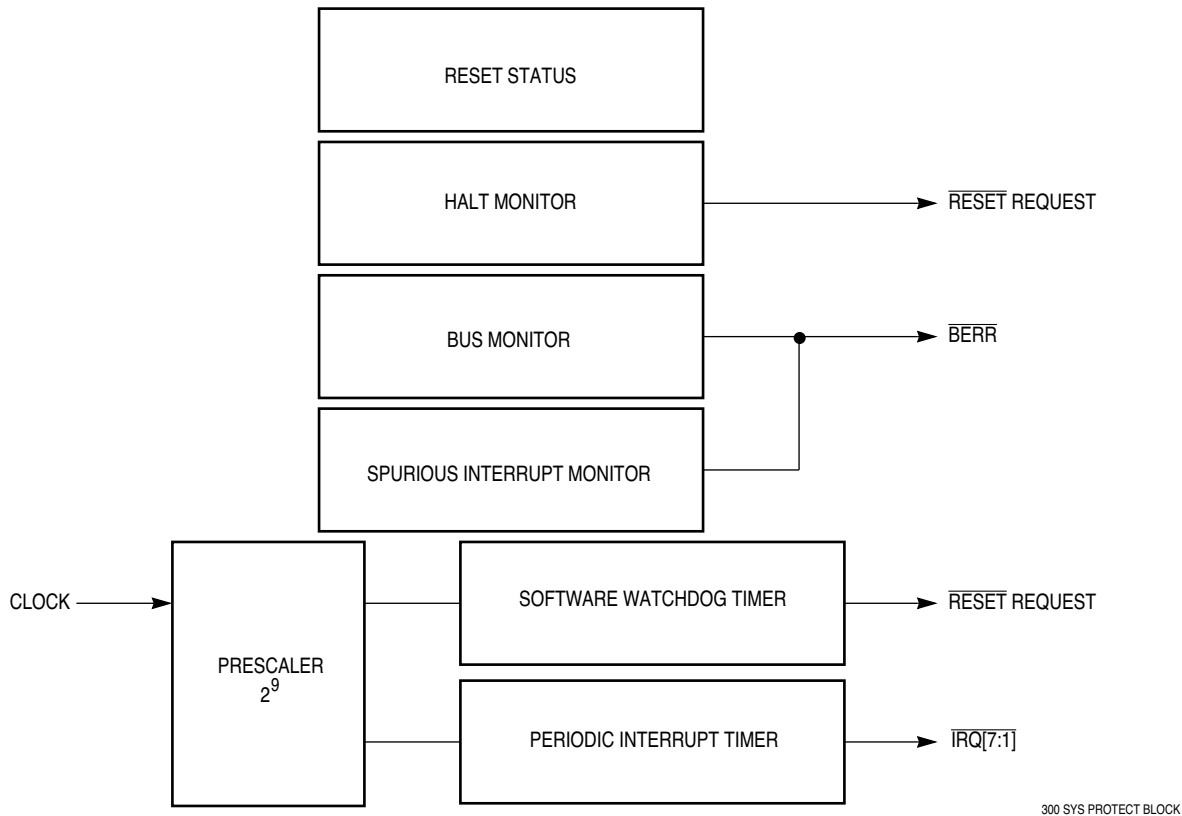 RESET STATUS
HALT MONITOR
RESET REQUEST
BUS MONITOR
BERR
SPURIOUS INTERRUPT MONITOR
CLOCK
PRESCALER
2⁹
SOFTWARE WATCHDOG TIMER
RESET REQUEST
PERIODIC INTERRUPT TIMER
IRQ[7:1]
300 SYS PROTECT BLOCK